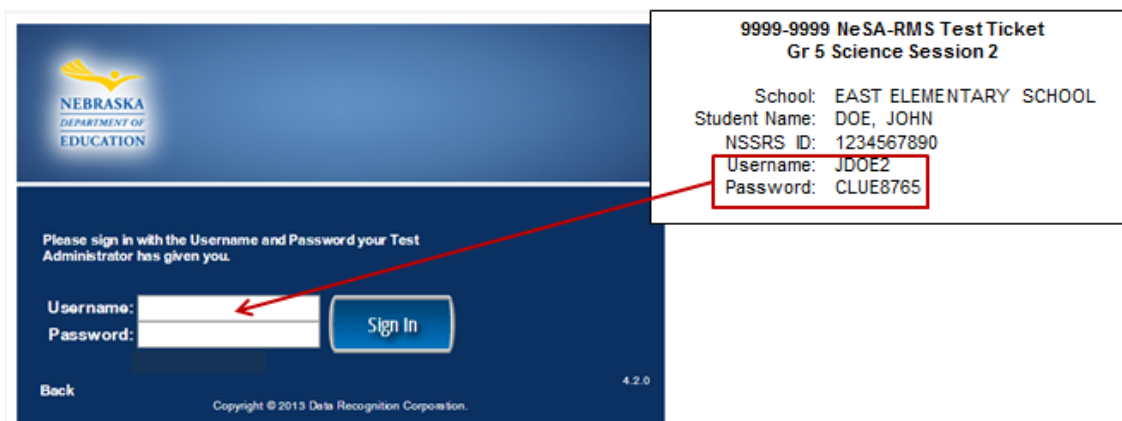 9999-9999 NeSA-RMS Test Ticket
Gr 5 Science Session 2
School: EAST ELEMENTARY SCHOOL
Student Name: DOE, JOHN
NSSRS ID: 1234567890
Username: JDOE2
Password: CLUE8765
NEBRASKA
DEPARTMENT OF
EDUCATION
Please sign in with the Username and Password your Test
Administrator has given you.
Username:
Password:
Sign In
Back
4.2.0
Copyright © 2013 Data Recognition Corporation.